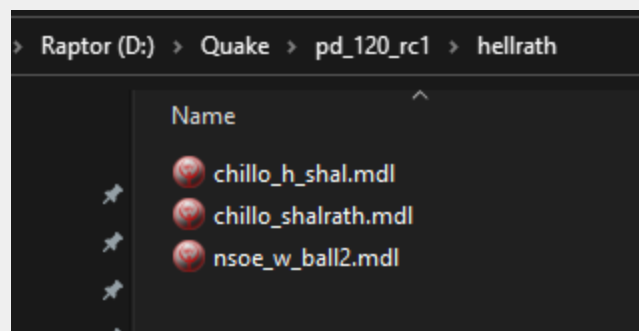 Raptor (D:) > Quake > pd_120_rc1 > hellrath
Name
chillo_h_shal.mdl
chillo_shalrath.mdl
nsoe_w_ball2.mdl